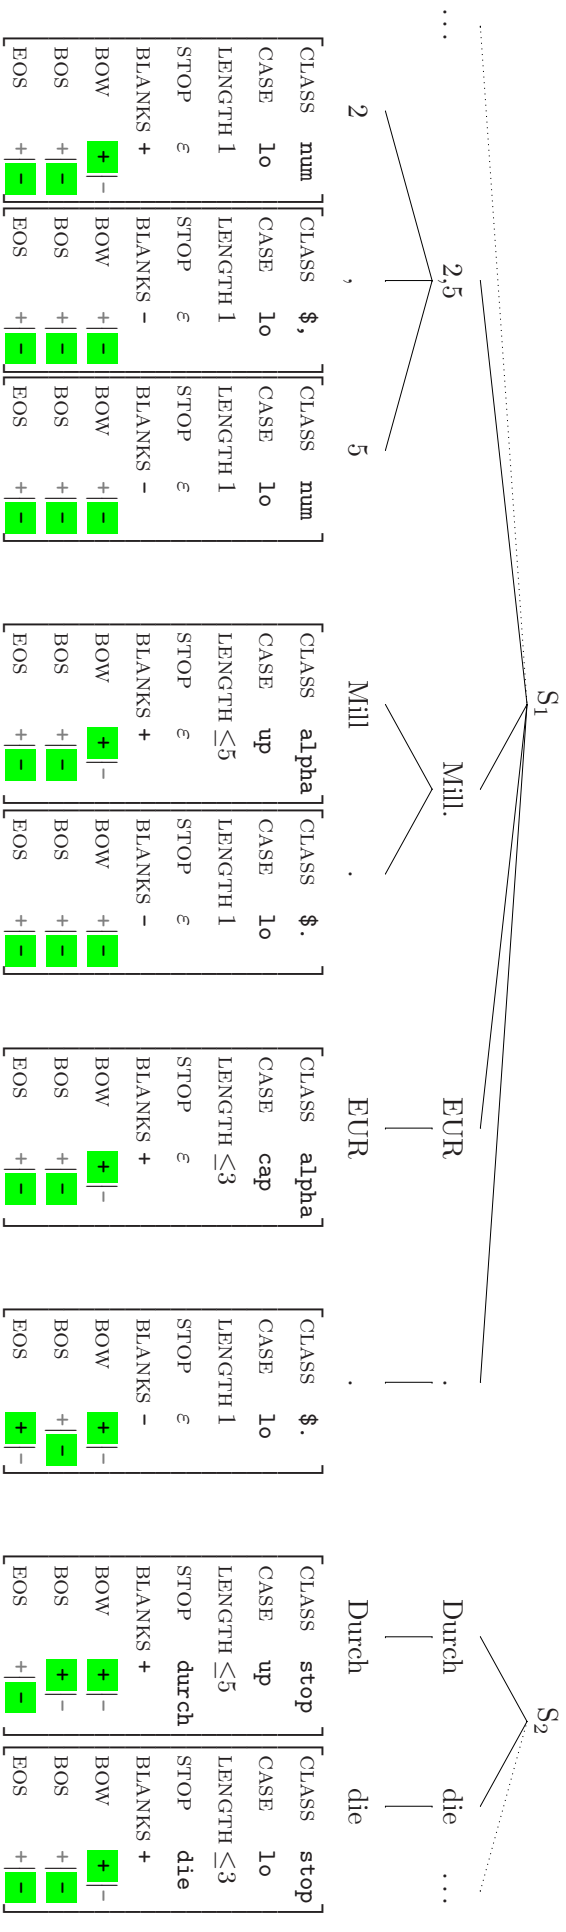 S₁ S₂
... 2,5 Mill. EUR . Durch die ...
2 , 5 Mill . EUR . Durch die
CLASS num CLASS $, CLASS num CLASS alpha CLASS $. CLASS alpha CLASS $. CLASS stop CLASS stop
CASE lo CASE lo CASE lo CASE up CASE lo CASE cap CASE lo CASE up CASE lo
LENGTH 1 LENGTH 1 LENGTH 1 LENGTH ≤5 LENGTH 1 LENGTH ≤3 LENGTH 1 LENGTH ≤5 LENGTH ≤3
STOP ε STOP ε STOP ε STOP ε STOP ε STOP ε STOP ε STOP durch STOP die
BLANKS + BLANKS - BLANKS - BLANKS + BLANKS - BLANKS + BLANKS - BLANKS + BLANKS +
BOW +|- BOW +|- BOW +|- BOW +|- BOW +|- BOW +|- BOW +|- BOW +|- BOW +|-
BOS +|- BOS +|- BOS +|- BOS +|- BOS +|- BOS +|- BOS +|- BOS +|- BOS +|-
EOS +|- EOS +|- EOS +|- EOS +|- EOS +|- EOS +|- EOS +|- EOS +|- EOS +|-